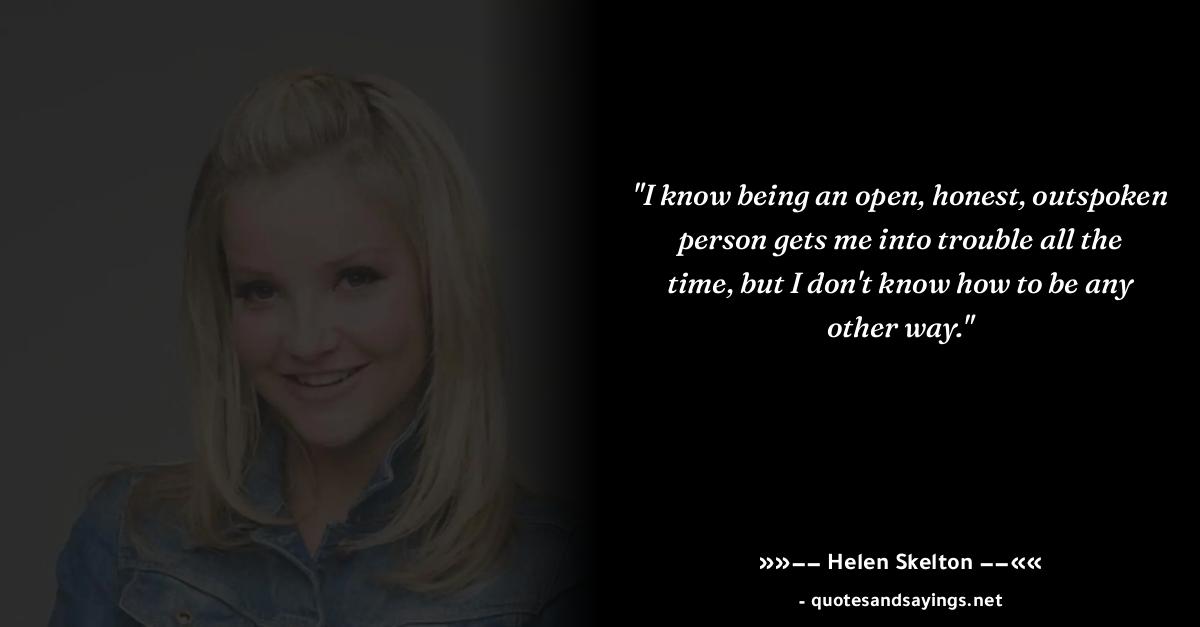 "I know being an open, honest, outspoken
person gets me into trouble all the
time, but I don't know how to be any
other way."
»»−− Helen Skelton −−««
- quotesandsayings.net